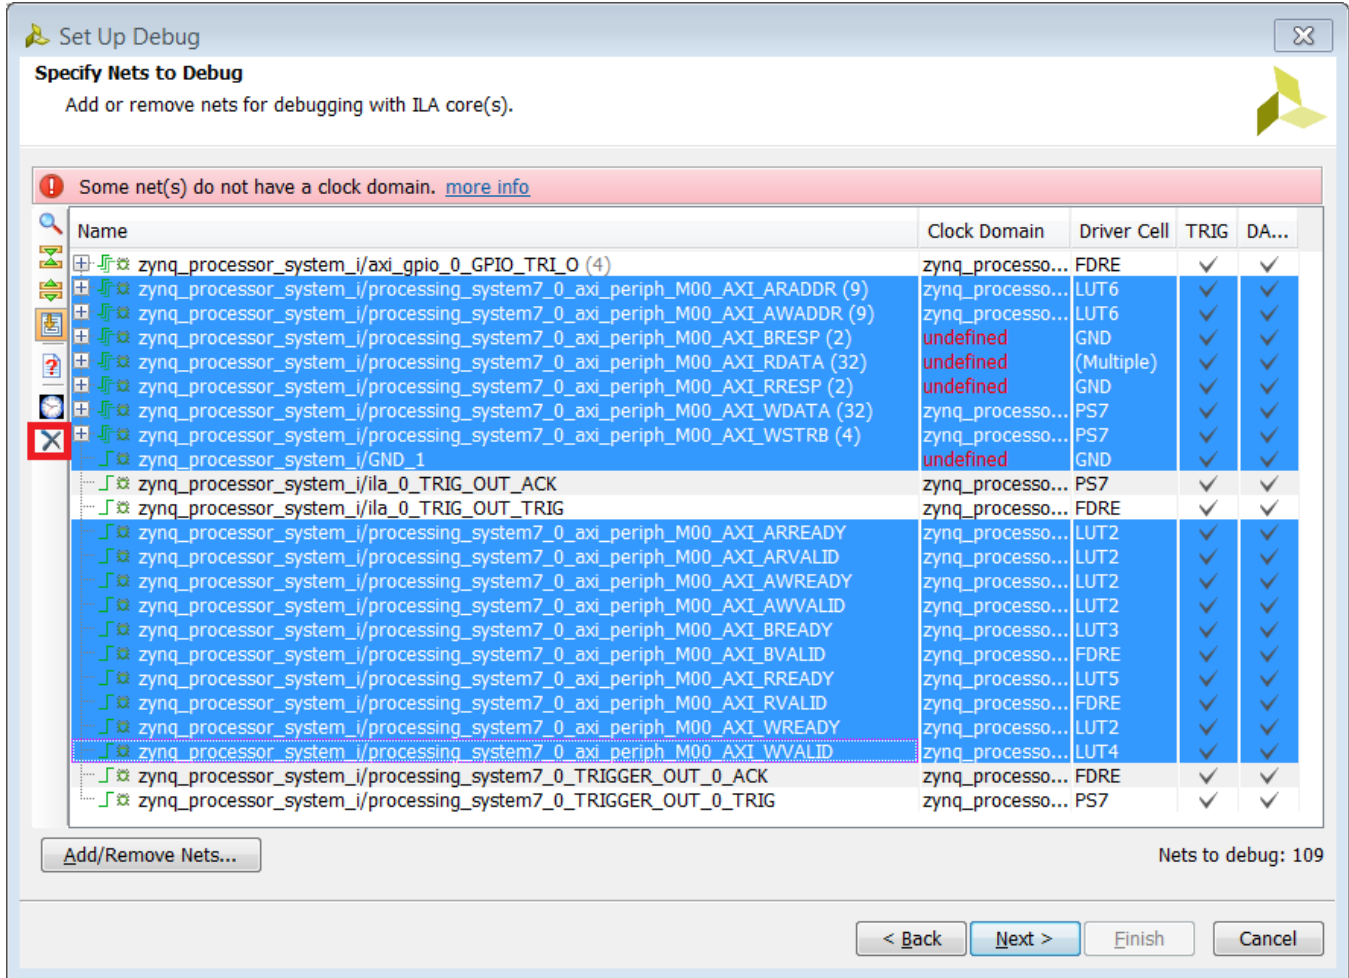 Set Up Debug
Specify Nets to Debug
Add or remove nets for debugging with ILA core(s).
Some net(s) do not have a clock domain. more info
Name Clock Domain Driver Cell TRIG DA...
zynq_processor_system_i/axi_gpio_0_GPIO_TRI_O (4) zynq_processo... FDRE
zynq_processor_system_i/processing_system7_0_axi_periph_M00_AXI_ARADDR (9) zynq_processo... LUT6
zynq_processor_system_i/processing_system7_0_axi_periph_M00_AXI_AWADDR (9) zynq_processo... LUT6
zynq_processor_system_i/processing_system7_0_axi_periph_M00_AXI_BRESP (2) undefined GND
zynq_processor_system_i/processing_system7_0_axi_periph_M00_AXI_RDATA (32) undefined (Multiple)
zynq_processor_system_i/processing_system7_0_axi_periph_M00_AXI_RRESP (2) undefined GND
zynq_processor_system_i/processing_system7_0_axi_periph_M00_AXI_WDATA (32) zynq_processo... PS7
zynq_processor_system_i/processing_system7_0_axi_periph_M00_AXI_WSTRB (4) zynq_processo... PS7
zynq_processor_system_i/GND_1 undefined GND
zynq_processor_system_i/ila_0_TRIG_OUT_ACK zynq_processo... PS7
zynq_processor_system_i/ila_0_TRIG_OUT_TRIG zynq_processo... FDRE
zynq_processor_system_i/processing_system7_0_axi_periph_M00_AXI_ARREADY zynq_processo... LUT2
zynq_processor_system_i/processing_system7_0_axi_periph_M00_AXI_ARVALID zynq_processo... LUT2
zynq_processor_system_i/processing_system7_0_axi_periph_M00_AXI_AWREADY zynq_processo... LUT2
zynq_processor_system_i/processing_system7_0_axi_periph_M00_AXI_AWVALID zynq_processo... LUT2
zynq_processor_system_i/processing_system7_0_axi_periph_M00_AXI_BREADY zynq_processo... LUT3
zynq_processor_system_i/processing_system7_0_axi_periph_M00_AXI_BVALID zynq_processo... FDRE
zynq_processor_system_i/processing_system7_0_axi_periph_M00_AXI_RREADY zynq_processo... LUT5
zynq_processor_system_i/processing_system7_0_axi_periph_M00_AXI_RVALID zynq_processo... FDRE
zynq_processor_system_i/processing_system7_0_axi_periph_M00_AXI_WREADY zynq_processo... LUT2
zynq_processor_system_i/processing_system7_0_axi_periph_M00_AXI_WVALID zynq_processo... LUT4
zynq_processor_system_i/processing_system7_0_TRIGGER_OUT_0_ACK zynq_processo... FDRE
zynq_processor_system_i/processing_system7_0_TRIGGER_OUT_0_TRIG zynq_processo... PS7
Add/Remove Nets... Nets to debug: 109
< Back Next > Finish Cancel